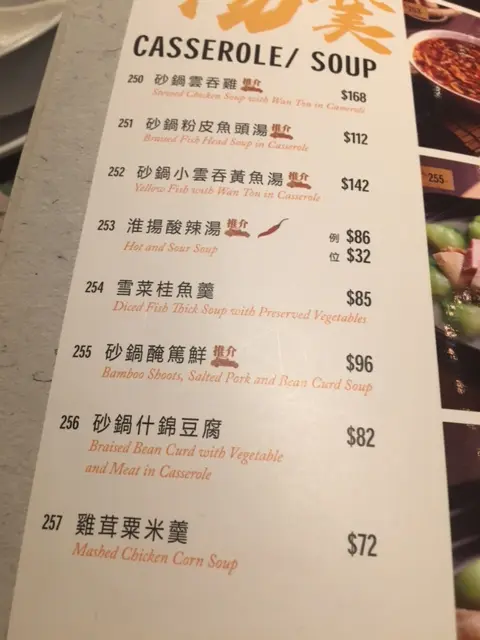 湯 羹
CASSEROLE/ SOUP
250 砂鍋雲吞雞 推介 $168
Stewed Chicken Soup with Wan Ton in Casserole
251 砂鍋粉皮魚頭湯 推介 $112
Braised Fish Head Soup in Casserole
252 砂鍋小雲吞黃魚湯 推介 $142
Yellow Fish with Wan Ton in Casserole
253 淮揚酸辣湯 推介 例 $86
Hot and Sour Soup 位 $32
254 雪菜桂魚羹 $85
Diced Fish Thick Soup with Preserved Vegetables
255 砂鍋醃篤鮮 推介 $96
Bamboo Shoots, Salted Pork and Bean Curd Soup
256 砂鍋什錦豆腐 $82
Braised Bean Curd with Vegetable
and Meat in Casserole
257 雞茸粟米羹 $72
Mashed Chicken Corn Soup
255